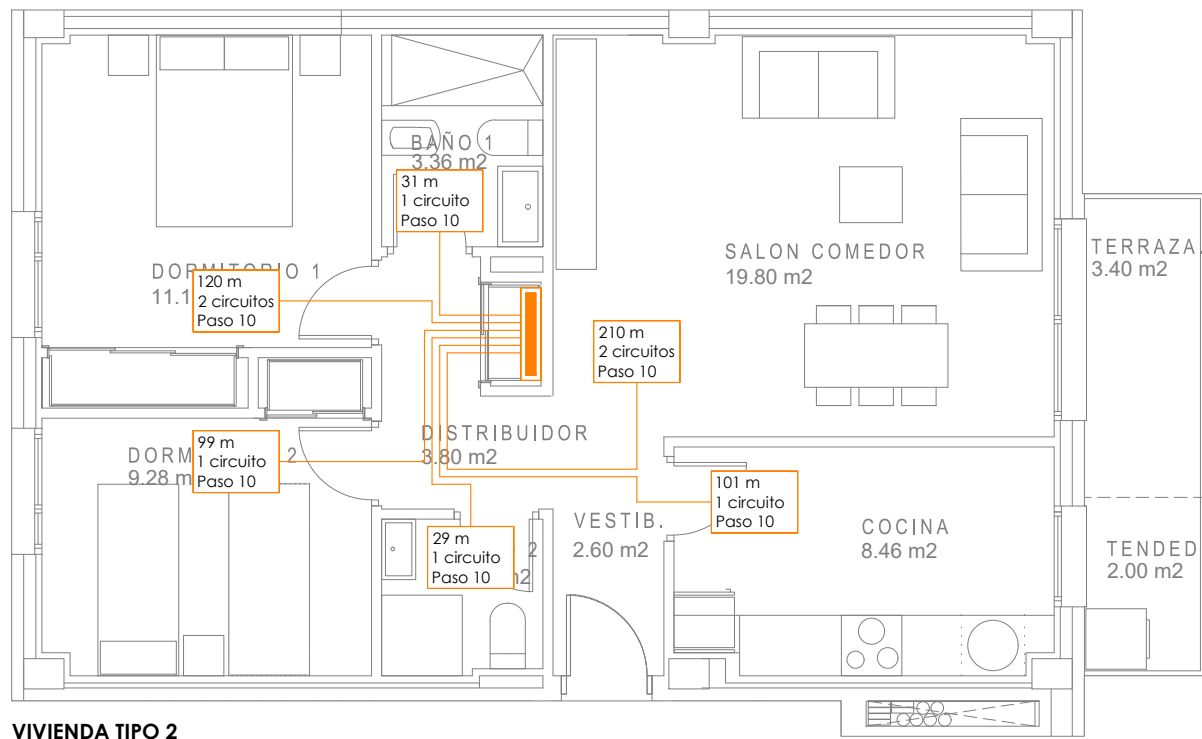 BAÑO 1
3.36 m2
31 m
1 circuito
Paso 10
SALON COMEDOR
19.80 m2
TERRAZA.
3.40 m2
DORMITORIO 1
11.1
120 m
2 circuitos
Paso 10
210 m
2 circuitos
Paso 10
DISTRIBUIDOR
3.80 m2
DORM 2
9.28 m
99 m
1 circuito
Paso 10
101 m
1 circuito
Paso 10
VESTIB.
2.60 m2
COCINA
8.46 m2
TENDED
2.00 m2
29 m
1 circuito
Paso 10
2
m2
VIVIENDA TIPO 2